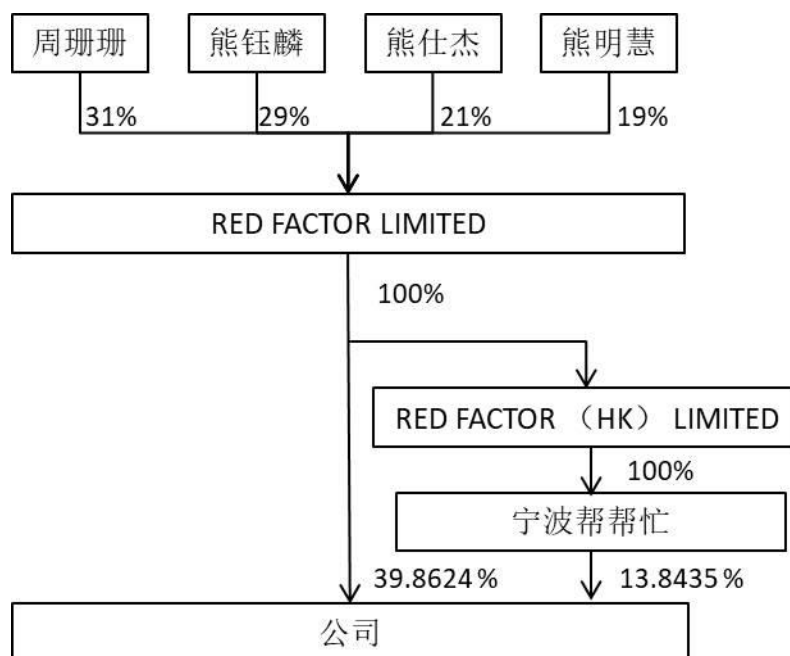 周珊珊 熊钰麟 熊仕杰 熊明慧
31% 29% 21% 19%
RED FACTOR LIMITED
100%
RED FACTOR （HK） LIMITED
100%
宁波帮帮忙
39.8624% 13.8435%
公司